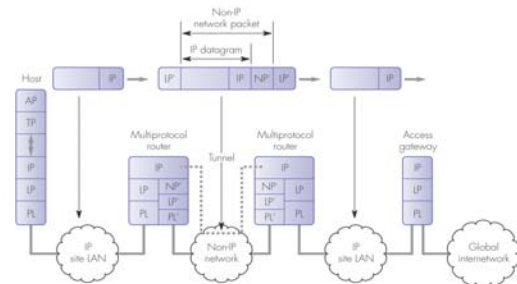 Non-IP
network packet
IP datagram
IP
LP' IP NP' LP'
IP
Host
AP
TP
IP
LP
PL
Multiprotocol
router
IP
LP NP'
LP'
PL PL'
Tunnel
Multiprotocol
router
IP
NP' LP
LP'
PL' PL
Access
gateway
IP
LP
PL
IP
site LAN
Non-IP
network
IP
site LAN
Global
internetwork